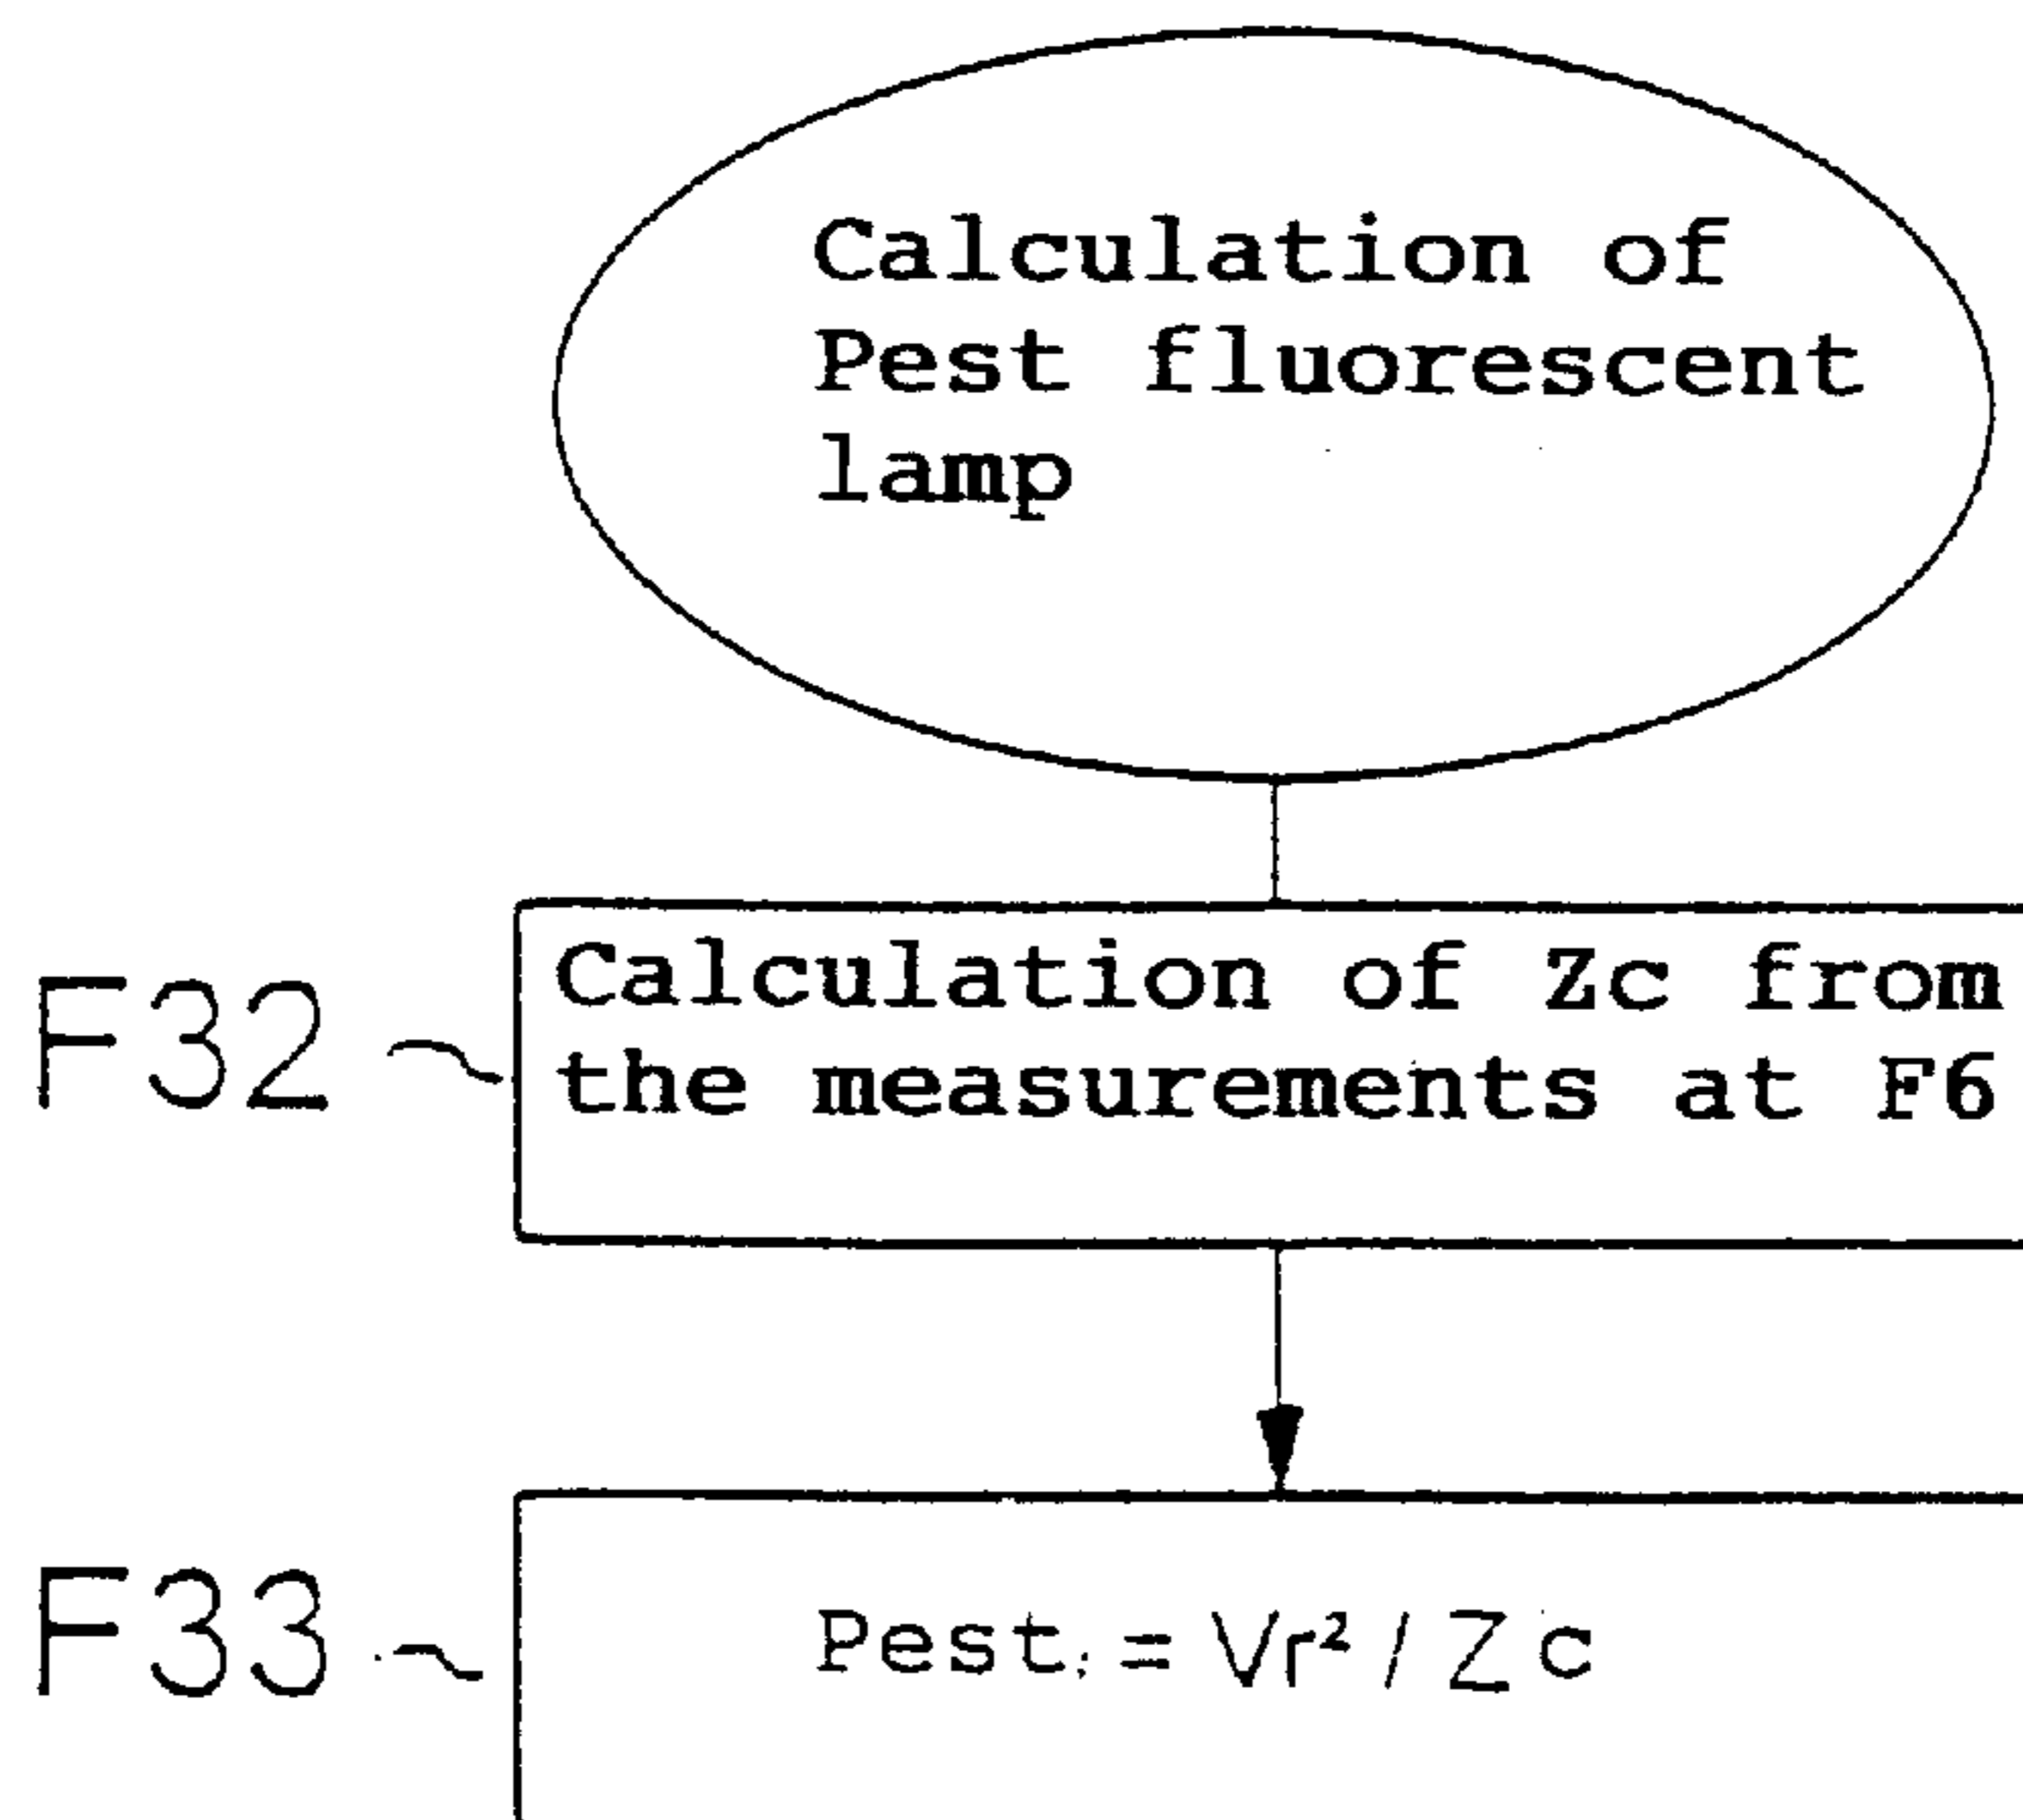 Calculation of
Pest fluorescent
lamp
F32
Calculation of Zc from
the measurements at F6
F33
Pest = Vr²/Zc